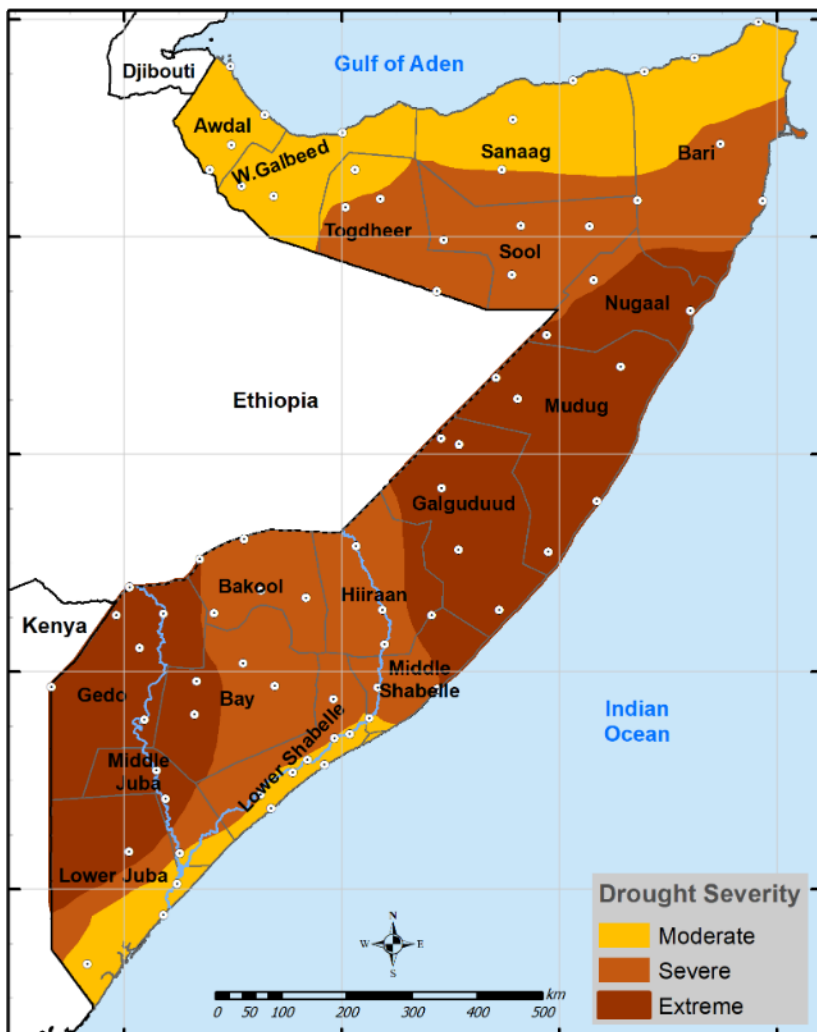 Djibouti
Gulf of Aden
Awdal
W.Galbeed
Sanaag
Bari
Togdheer
Sool
Nugaal
Ethiopia
Mudug
Galguduud
Bakool
Hiiraan
Kenya
Gedo
Bay
Middle
Shabelle
Indian
Ocean
Middle
Juba
Lower Shabelle
Lower Juba
Drought Severity
Moderate
Severe
Extreme
N
W
E
S
km
0 50 100 200 300 400 500